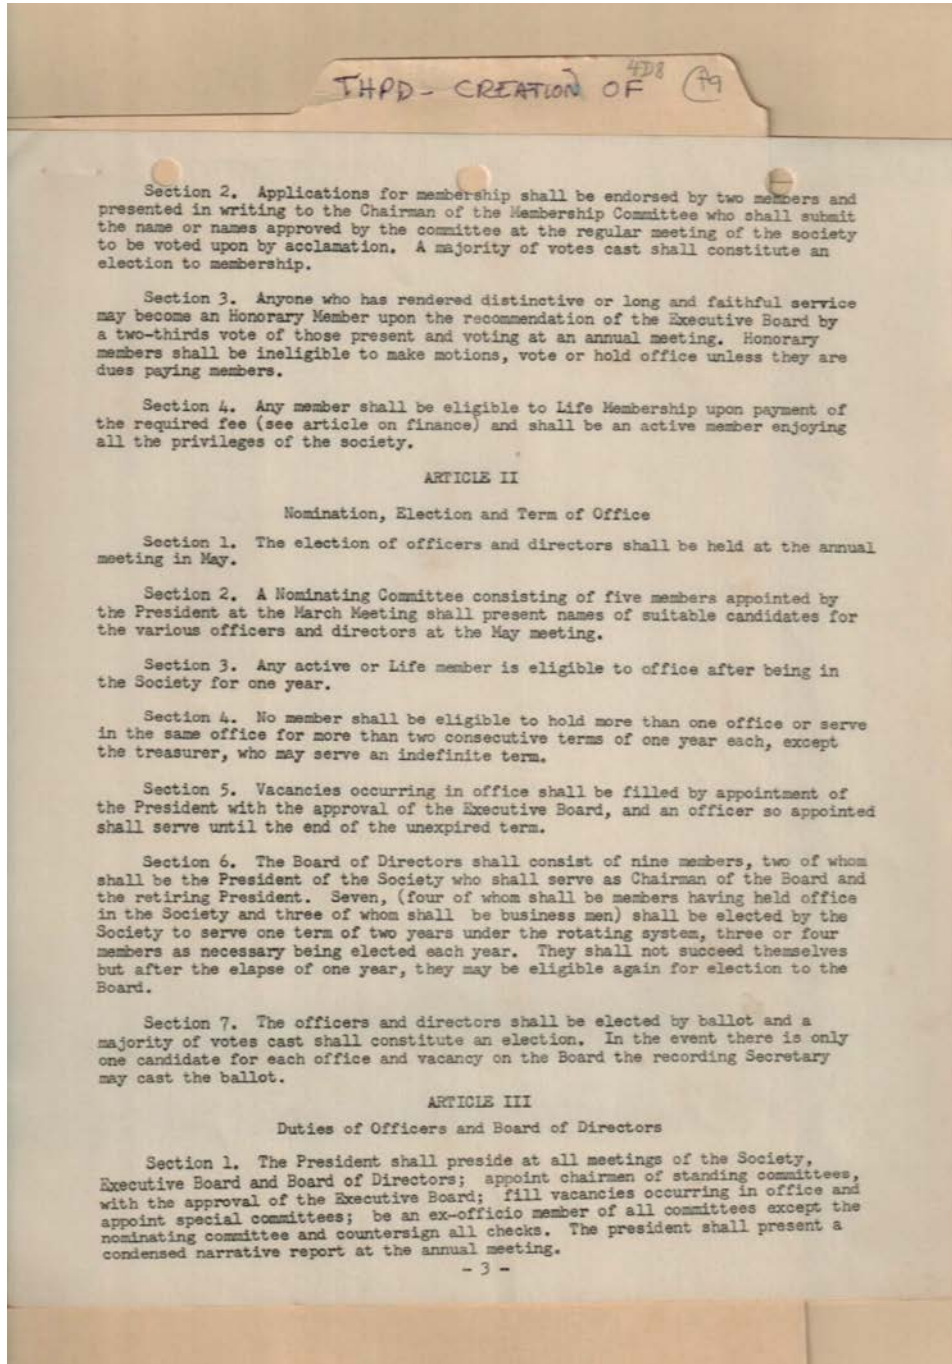 THPD - CREATION OF 4D8
Section 2. Applications for membership shall be endorsed by two members and
presented in writing to the Chairman of the Membership Committee who shall submit
the name or names approved by the committee at the regular meeting of the society
to be voted upon by acclamation. A majority of votes cast shall constitute an
election to membership.
Section 3. Anyone who has rendered distinctive or long and faithful service
may become an Honorary Member upon the recommendation of the Executive Board by
a two-thirds vote of those present and voting at an annual meeting. Honorary
members shall be ineligible to make motions, vote or hold office unless they are
dues paying members.
Section 4. Any member shall be eligible to Life Membership upon payment of
the required fee (see article on finance) and shall be an active member enjoying
all the privileges of the society.
ARTICLE II
Nomination, Election and Term of Office
Section 1. The election of officers and directors shall be held at the annual
meeting in May.
Section 2. A Nominating Committee consisting of five members appointed by
the President at the March Meeting shall present names of suitable candidates for
the various officers and directors at the May meeting.
Section 3. Any active or Life member is eligible to office after being in
the Society for one year.
Section 4. No member shall be eligible to hold more than one office or serve
in the same office for more than two consecutive terms of one year each, except
the treasurer, who may serve an indefinite term.
Section 5. Vacancies occurring in office shall be filled by appointment of
the President with the approval of the Executive Board, and an officer so appointed
shall serve until the end of the unexpired term.
Section 6. The Board of Directors shall consist of nine members, two of whom
shall be the President of the Society who shall serve as Chairman of the Board and
the retiring President. Seven, (four of whom shall be members having held office
in the Society and three of whom shall be business men) shall be elected by the
Society to serve one term of two years under the rotating system, three or four
members as necessary being elected each year. They shall not succeed themselves
but after the elapse of one year, they may be eligible again for election to the
Board.
Section 7. The officers and directors shall be elected by ballot and a
majority of votes cast shall constitute an election. In the event there is only
one candidate for each office and vacancy on the Board the recording Secretary
may cast the ballot.
ARTICLE III
Duties of Officers and Board of Directors
Section 1. The President shall preside at all meetings of the Society,
Executive Board and Board of Directors; appoint chairmen of standing committees,
with the approval of the Executive Board; fill vacancies occurring in office and
appoint special committees; be an ex-officio member of all committees except the
nominating committee and countersign all checks. The president shall present a
condensed narrative report at the annual meeting.
- 3 -